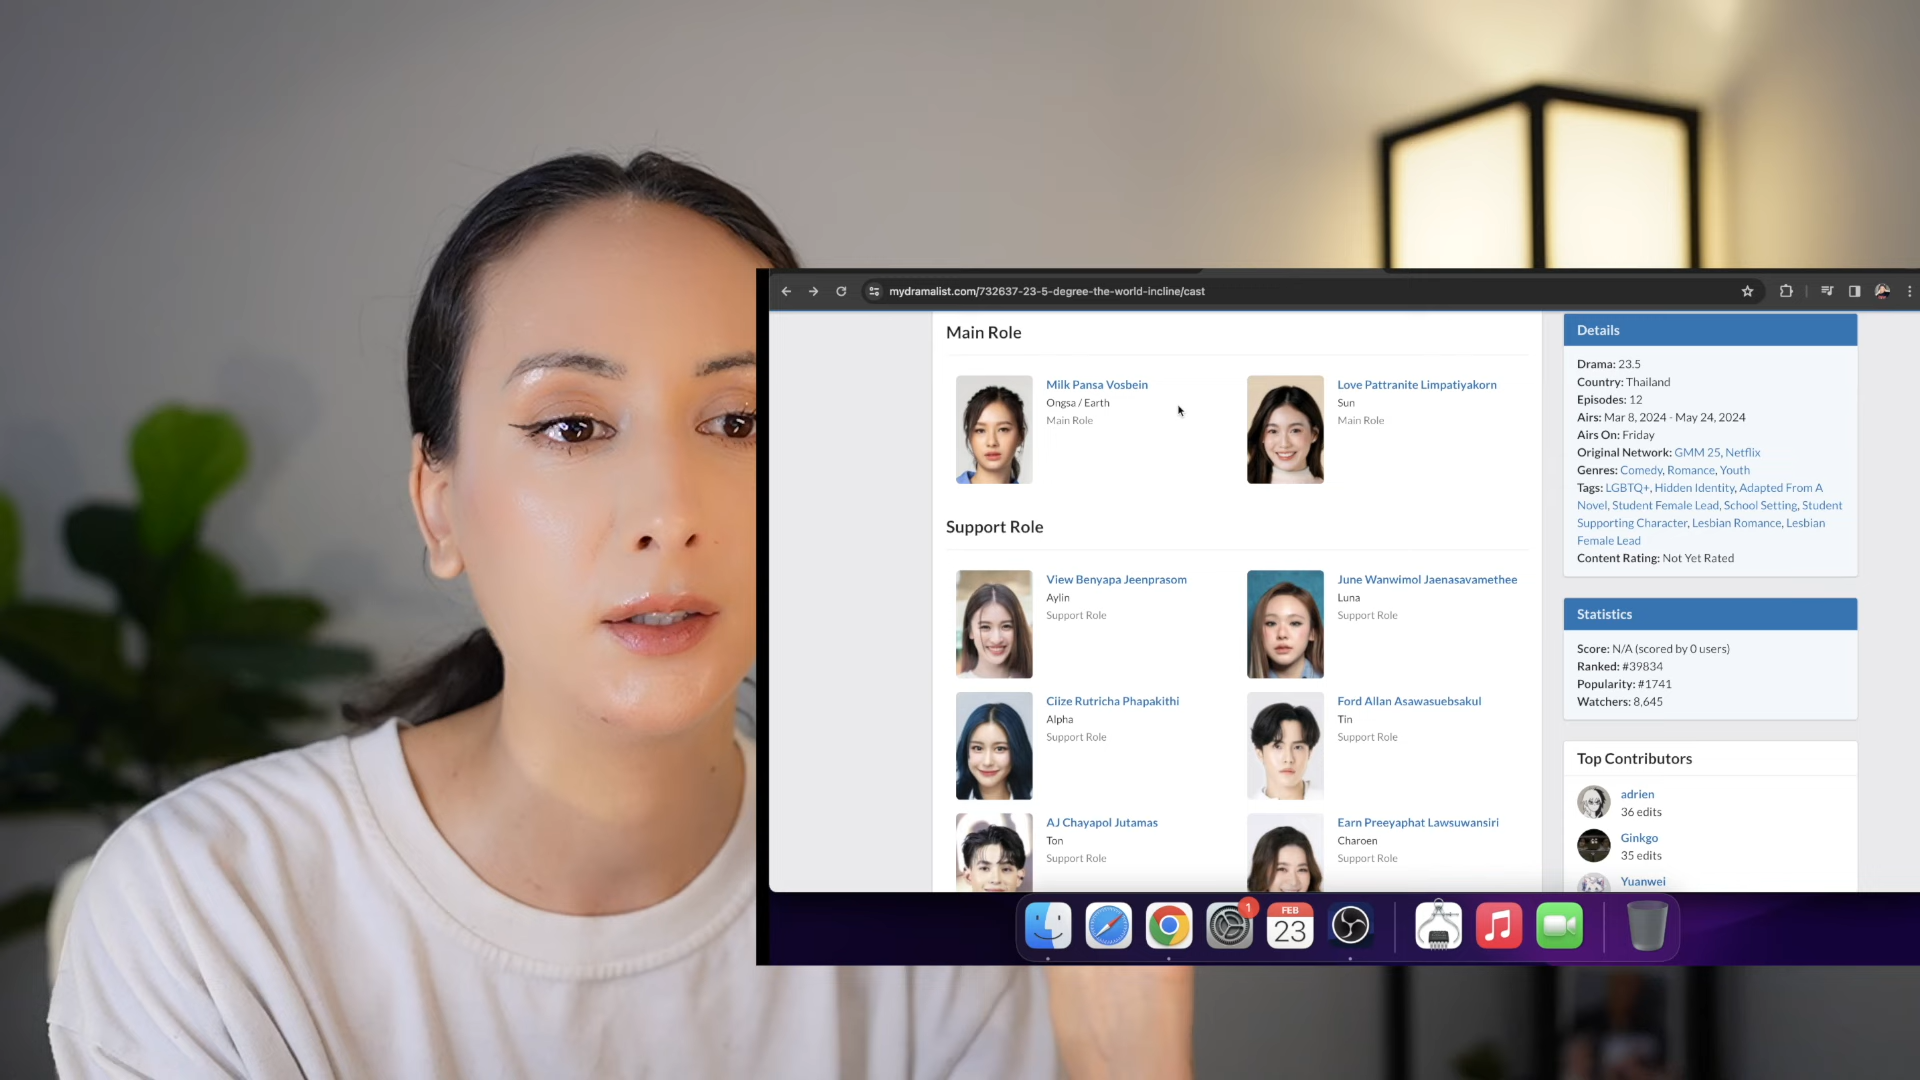 mydramalist.com/732637-23-5-degree-the-world-incline/cast
Main Role
Milk Pansa Vosbein
Ongsa / Earth
Main Role
Love Pattranite Limpatiyakorn
Sun
Main Role
Support Role
View Benyapa Jeenprasom
Aylin
Support Role
June Wanwimol Jaenasavamethee
Luna
Support Role
Ciize Rutricha Phapakithi
Alpha
Support Role
Ford Allan Asawasuebsakul
Tin
Support Role
AJ Chayapol Jutamas
Ton
Support Role
Earn Preeyaphat Lawsuwansiri
Charoen
Support Role
Details
Drama: 23.5
Country: Thailand
Episodes: 12
Airs: Mar 8, 2024 - May 24, 2024
Airs On: Friday
Original Network: GMM 25, Netflix
Genres: Comedy, Romance, Youth
Tags: LGBTQ+, Hidden Identity, Adapted From A
Novel, Student Female Lead, School Setting, Student
Supporting Character, Lesbian Romance, Lesbian
Female Lead
Content Rating: Not Yet Rated
Statistics
Score: N/A (scored by 0 users)
Ranked: #39834
Popularity: #1741
Watchers: 8,645
Top Contributors
adrien
36 edits
Ginkgo
35 edits
Yuanwei
1
FEB
23